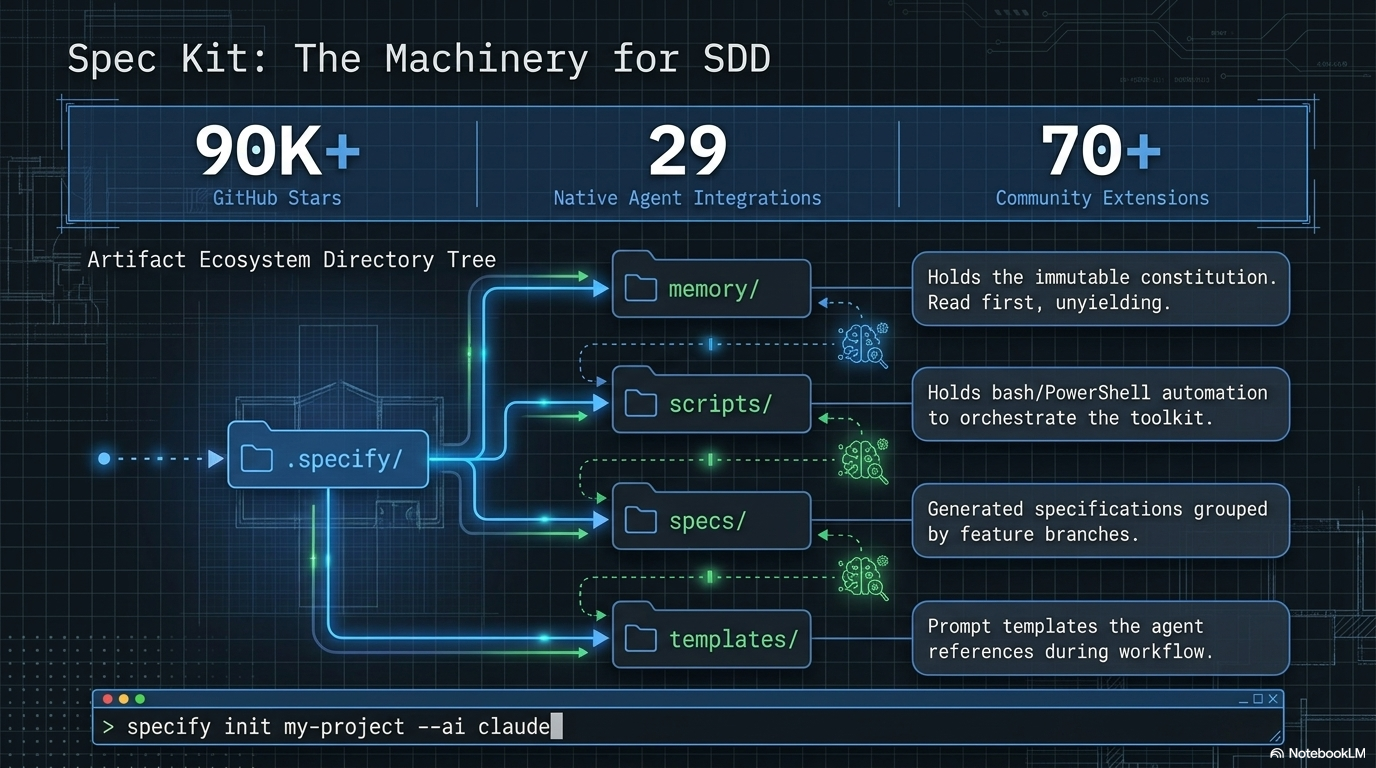 Spec Kit: The Machinery for SDD
90K+
GitHub Stars
29
Native Agent Integrations
70+
Community Extensions
Artifact Ecosystem Directory Tree
.specify/
memory/
Holds the immutable constitution.
Read first, unyielding.
scripts/
Holds bash/PowerShell automation
to orchestrate the toolkit.
specs/
Generated specifications grouped
by feature branches.
templates/
Prompt templates the agent
references during workflow.
> specify init my-project --ai claude
NotebookLM